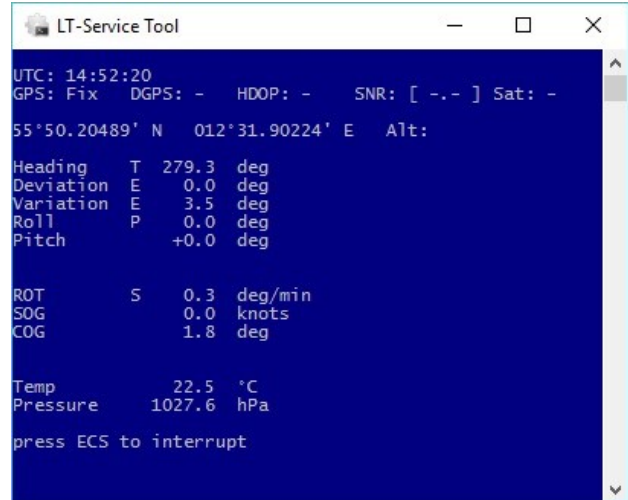 LT-Service Tool
UTC: 14:52:20
GPS: Fix DGPS: - HDOP: - SNR: [ -.- ] Sat: -
55°50.20489' N 012°31.90224' E Alt:
Heading T 279.3 deg
Deviation E 0.0 deg
Variation E 3.5 deg
Roll P 0.0 deg
Pitch +0.0 deg
ROT S 0.3 deg/min
SOG 0.0 knots
COG 1.8 deg
Temp 22.5 °C
Pressure 1027.6 hPa
press ECS to interrupt